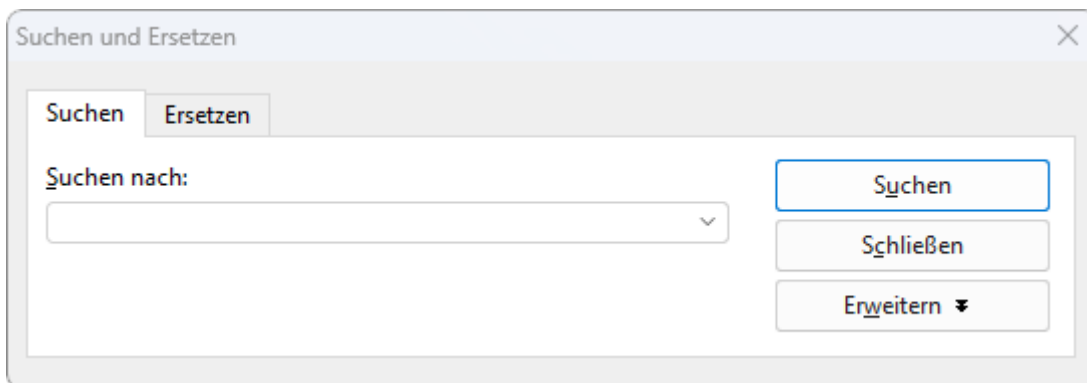 Suchen und Ersetzen
Suchen
Ersetzen
Suchen nach:
Suchen
Schließen
Erweitern